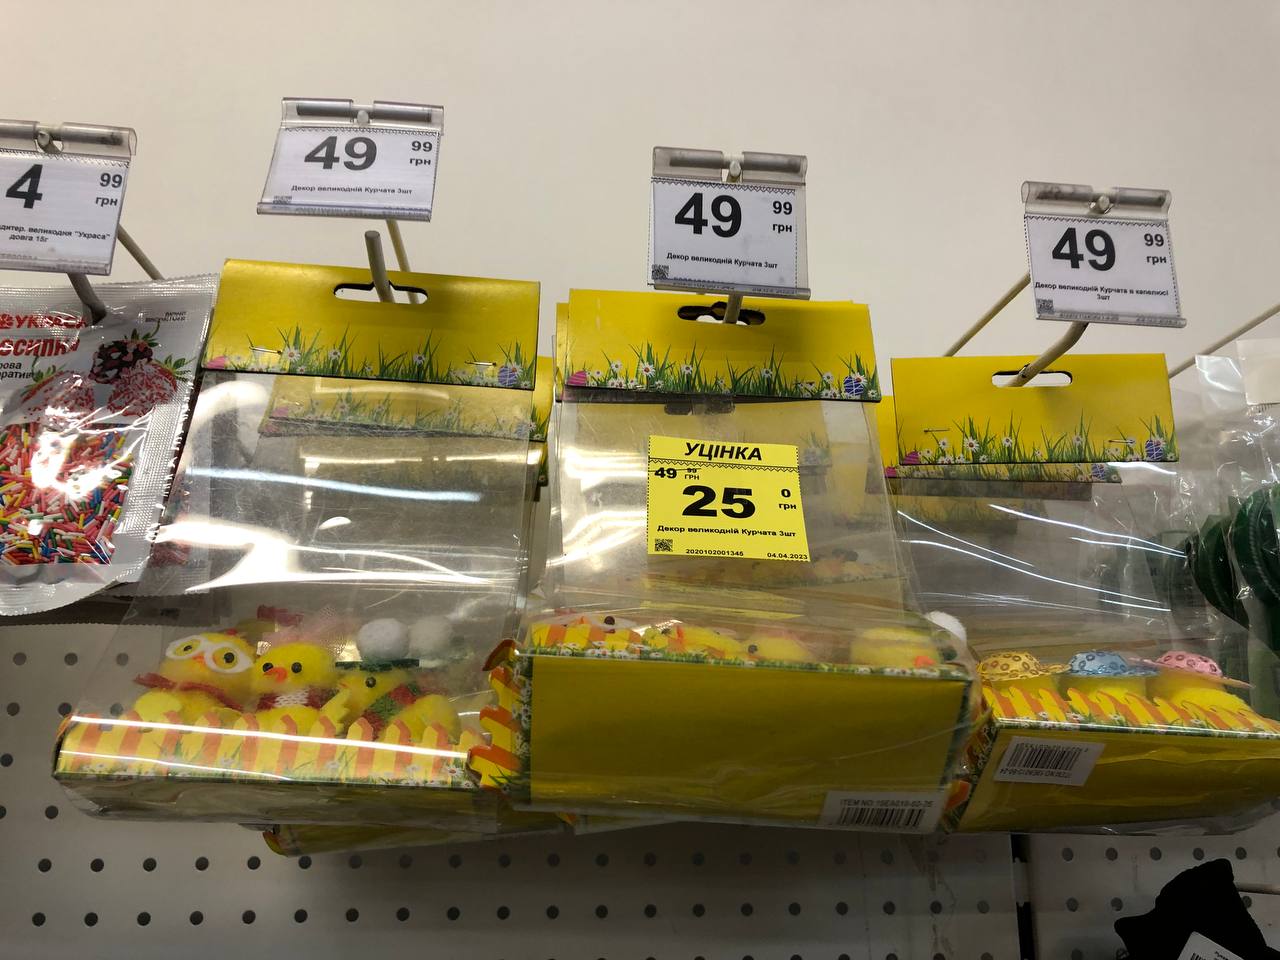 4 99
грн
великодня "Украса"
довга 15г
49 99
грн
Декор великодній Курчата 3шт
49 99
грн
Декор великодній Курчата 3шт
49 99
грн
Декор великодній Курчата в капелюсі
3шт
УКРАСА
УЦІНКА
49 99
ГРН
25 0
грн
Декор великодній Курчата 3шт
2020102001345 04.04.2023